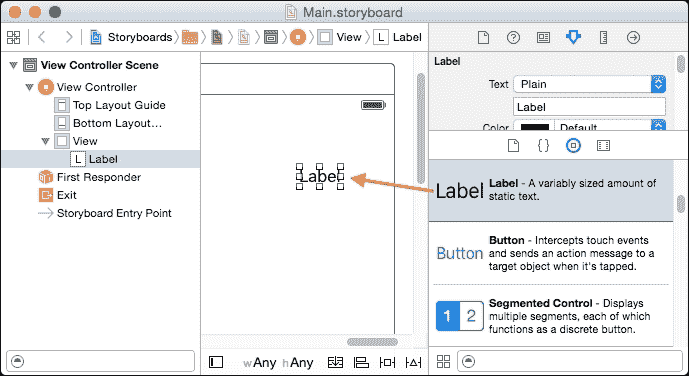 Main.storyboard
Storyboards View L Label
View Controller Scene
View Controller
Top Layout Guide
Bottom Layout...
View
L Label
First Responder
Exit
Storyboard Entry Point
Label
wAny hAny
Label
Text Plain
Label
Color Default
{}
Label Label - A variably sized amount of
static text.
Button Button - Intercepts touch events
and sends an action message to a
target object when it's tapped.
1 2 Segmented Control - Displays
multiple segments, each of which
functions as a discrete button.